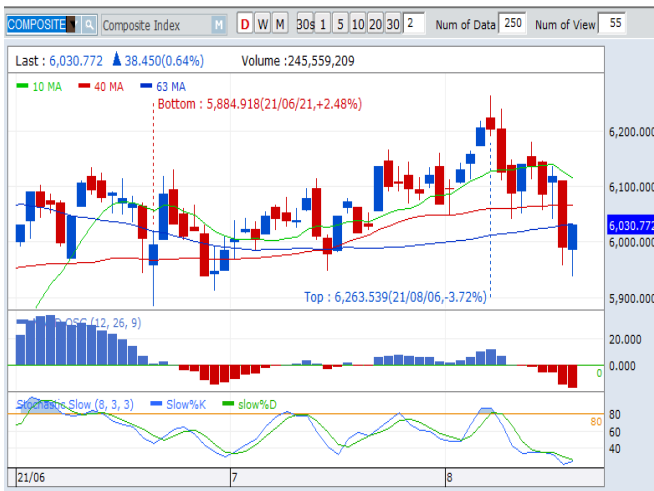 COMPOSITE Composite Index M D W M 30s 1 5 10 20 30 2 Num of Data 250 Num of View 55
Last : 6,030.772 ▲ 38.450(0.64%) Volume :245,559,209
10 MA 40 MA 63 MA
Bottom : 5,884.918(21/06/21,+2.48%)
6,200.000
6,100.000
6,030.772
6,000.000
5,900.000
Top : 6,263.539(21/08/06,-3.72%)
OSC (12, 26, 9)
20.000
0.000
0
Stochastic Slow (8, 3, 3) Slow%K slow%D
80 80
60
40
21/06 7 8